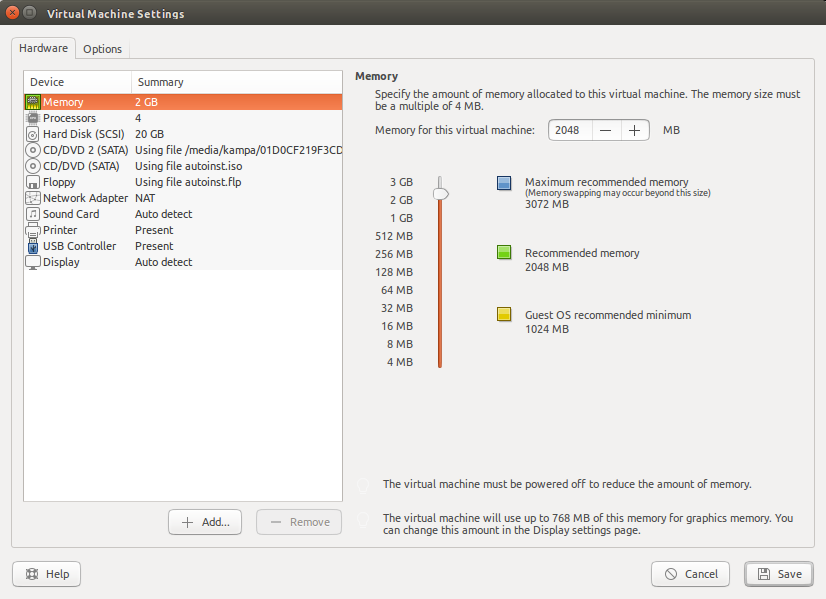 Virtual Machine Settings
Hardware
Options
Device Summary
Memory 2 GB
Processors 4
Hard Disk (SCSI) 20 GB
CD/DVD 2 (SATA) Using file /media/kampa/01D0CF219F3CD
CD/DVD (SATA) Using file autoinst.iso
Floppy Using file autoinst.flp
Network Adapter NAT
Sound Card Auto detect
Printer Present
USB Controller Present
Display Auto detect
Add...
Remove
Memory
Specify the amount of memory allocated to this virtual machine. The memory size must
be a multiple of 4 MB.
Memory for this virtual machine: 2048 MB
3 GB
2 GB
1 GB
512 MB
256 MB
128 MB
64 MB
32 MB
16 MB
8 MB
4 MB
Maximum recommended memory
(Memory swapping may occur beyond this size)
3072 MB
Recommended memory
2048 MB
Guest OS recommended minimum
1024 MB
The virtual machine must be powered off to reduce the amount of memory.
The virtual machine will use up to 768 MB of this memory for graphics memory. You
can change this amount in the Display settings page.
Help
Cancel
Save